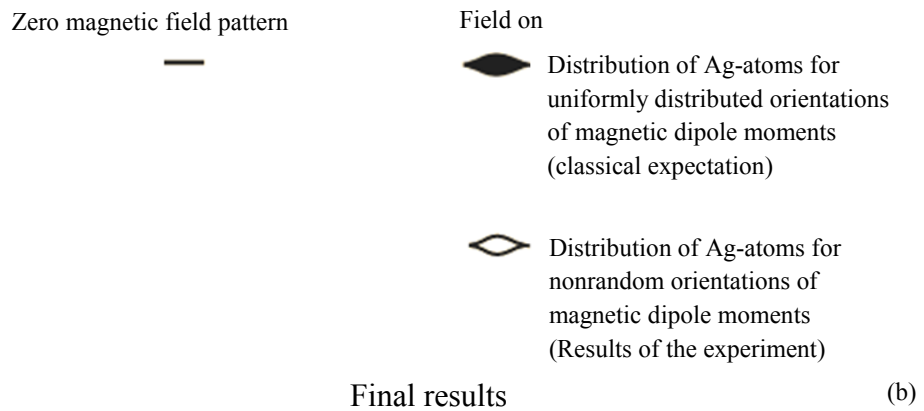 Zero magnetic field pattern
Field on
Distribution of Ag-atoms for
uniformly distributed orientations
of magnetic dipole moments
(classical expectation)
Distribution of Ag-atoms for
nonrandom orientations of
magnetic dipole moments
(Results of the experiment)
Final results
(b)